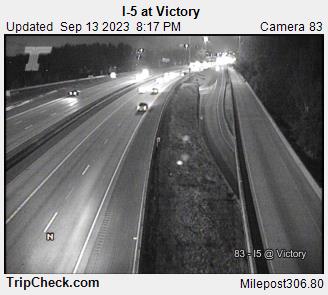 I-5 at Victory
Updated Sep 13 2023 8:17 PM Camera 83
T
N
83 - I5 @ Victory
TripCheck.com Milepost306.80